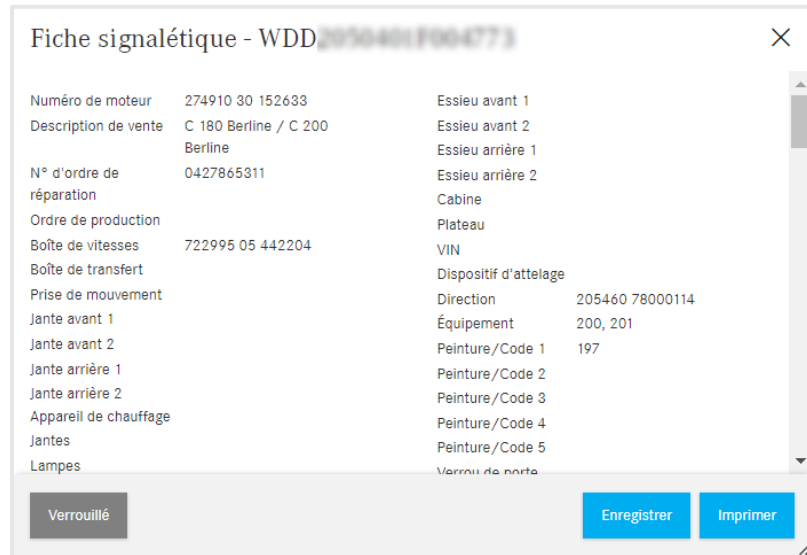 Fiche signalétique - WDD
Numéro de moteur 274910 30 152633
Description de vente C 180 Berline / C 200
Berline
N° d'ordre de 0427865311
réparation
Ordre de production
Boîte de vitesses 722995 05 442204
Boîte de transfert
Prise de mouvement
Jante avant 1
Jante avant 2
Jante arrière 1
Jante arrière 2
Appareil de chauffage
Jantes
Lampes
Essieu avant 1
Essieu avant 2
Essieu arrière 1
Essieu arrière 2
Cabine
Plateau
VIN
Dispositif d'attelage
Direction 205460 78000114
Équipement 200, 201
Peinture/Code 1 197
Peinture/Code 2
Peinture/Code 3
Peinture/Code 4
Peinture/Code 5
Verrou de porte
Verrouillé
Enregistrer
Imprimer